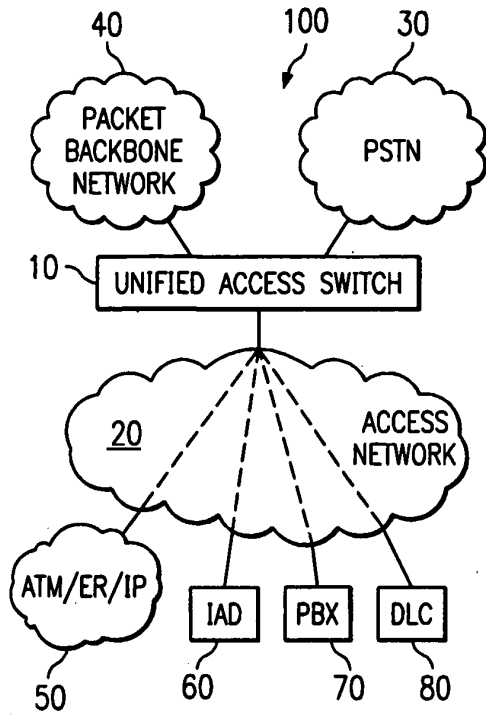 40
100
30
PACKET
BACKBONE
NETWORK
PSTN
10
UNIFIED ACCESS SWITCH
20
ACCESS
NETWORK
ATM/ER/IP
IAD
PBX
DLC
50
60
70
80